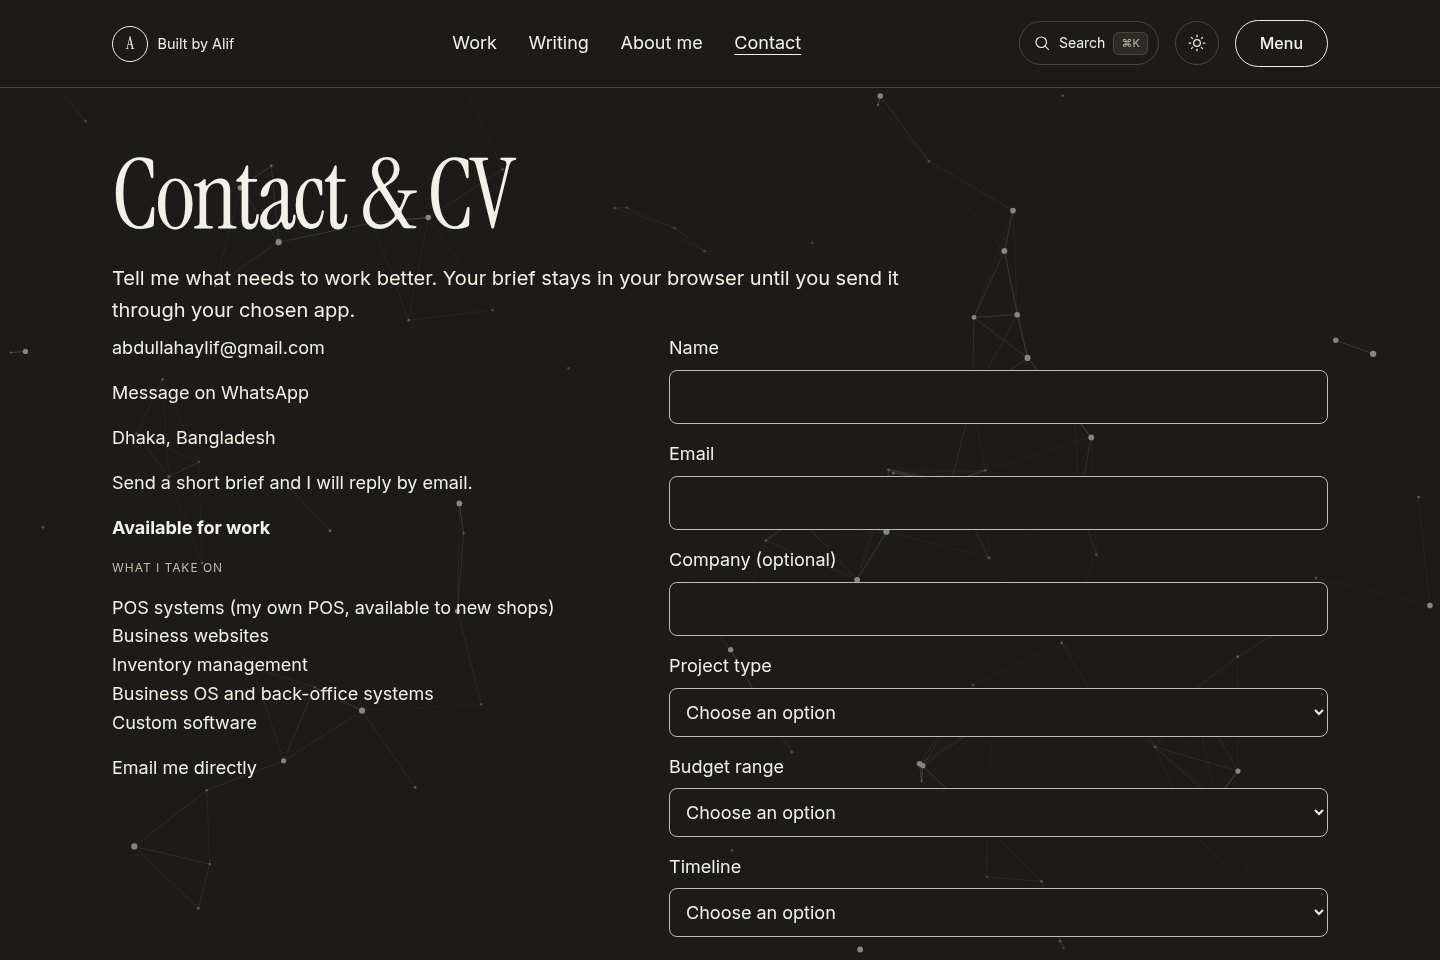 A
Built by Alif
Work
Writing
About me
Contact
Search
⌘K
Menu
Contact & CV
Tell me what needs to work better. Your brief stays in your browser until you send it
through your chosen app.
abdullahaylif@gmail.com
Message on WhatsApp
Dhaka, Bangladesh
Send a short brief and I will reply by email.
Available for work
WHAT I TAKE ON
POS systems (my own POS, available to new shops)
Business websites
Inventory management
Business OS and back-office systems
Custom software
Email me directly
Name
Email
Company (optional)
Project type
Choose an option
Budget range
Choose an option
Timeline
Choose an option